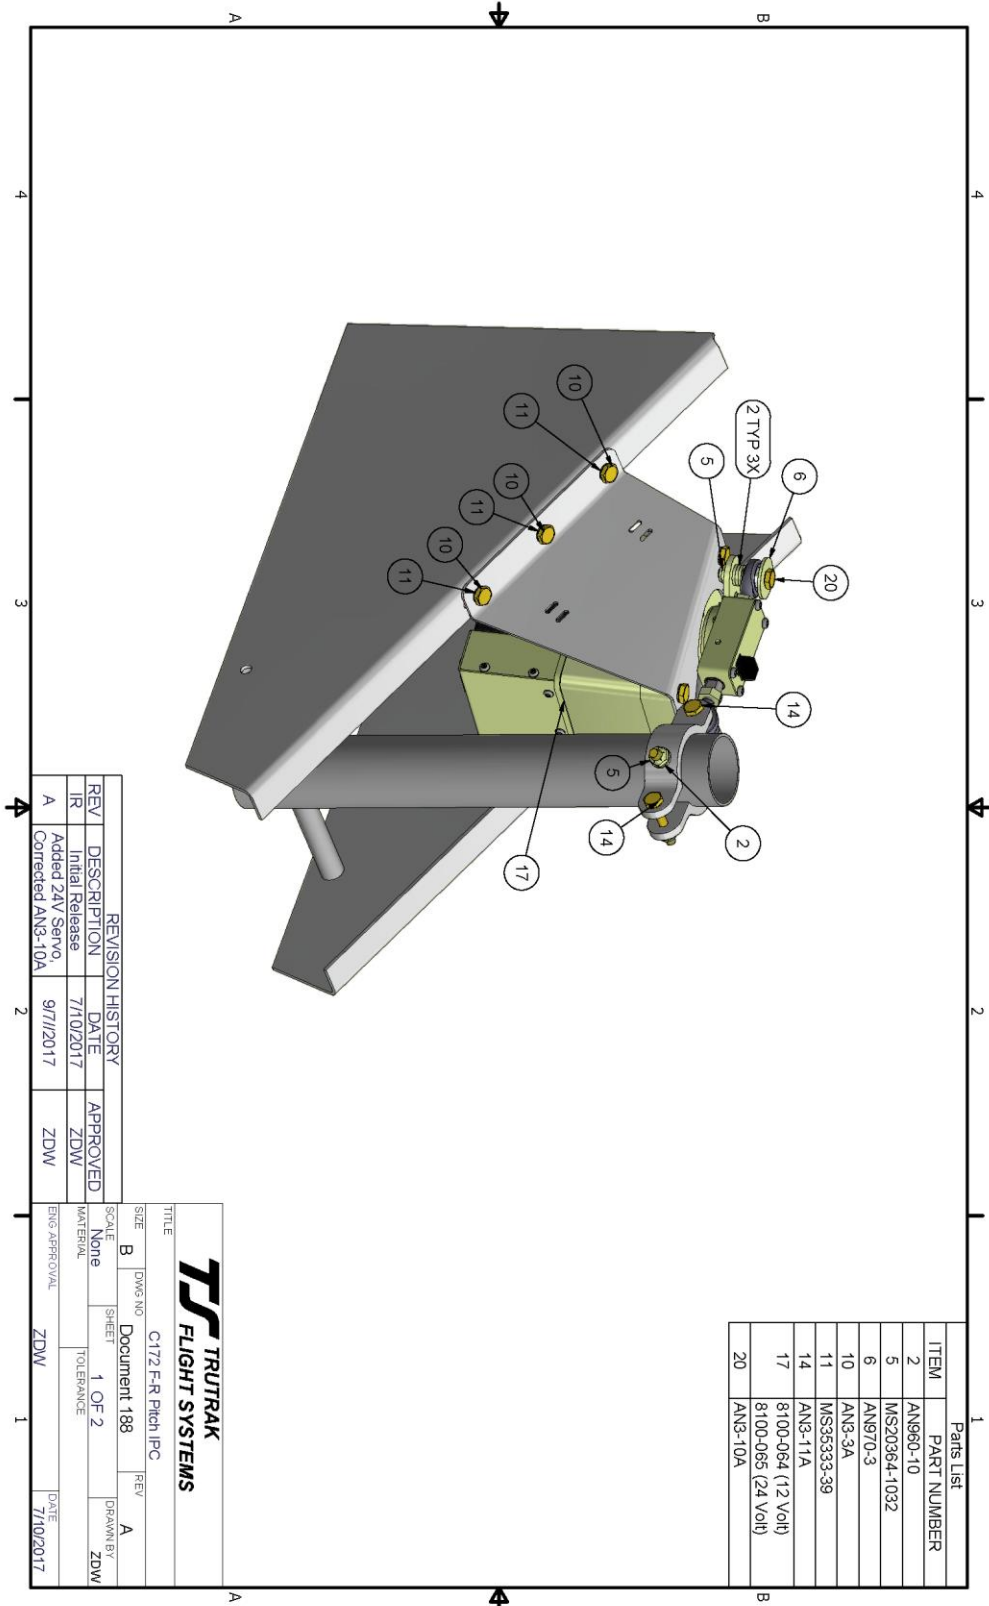 4
3
2
1
B
A
6
20
2 TYP 3X
5
10
11
10
11
10
11
14
5
2
14
17
Parts List
ITEM PART NUMBER
2 AN960-10
5 MS20364-1032
6 AN970-3
10 AN3-3A
11 MS35333-39
14 AN3-11A
17 8100-064 (12 Volt)
8100-065 (24 Volt)
20 AN3-10A
REVISION HISTORY
REV DESCRIPTION DATE APPROVED
IR Initial Release 7/10/2017 ZDW
A Added 24V Servo, 9/7//2017 ZDW
Corrected AN3-10A
TS TRUTRAK
FLIGHT SYSTEMS
TITLE
C172 F-R Pitch IPC
SIZE B DWG NO Document 188 REV A
SCALE None SHEET 1 OF 2 DRAWN BY ZDW
MATERIAL TOLERANCE
ENG APPROVAL ZDW DATE 7/10/2017
4
3
2
1
B
A